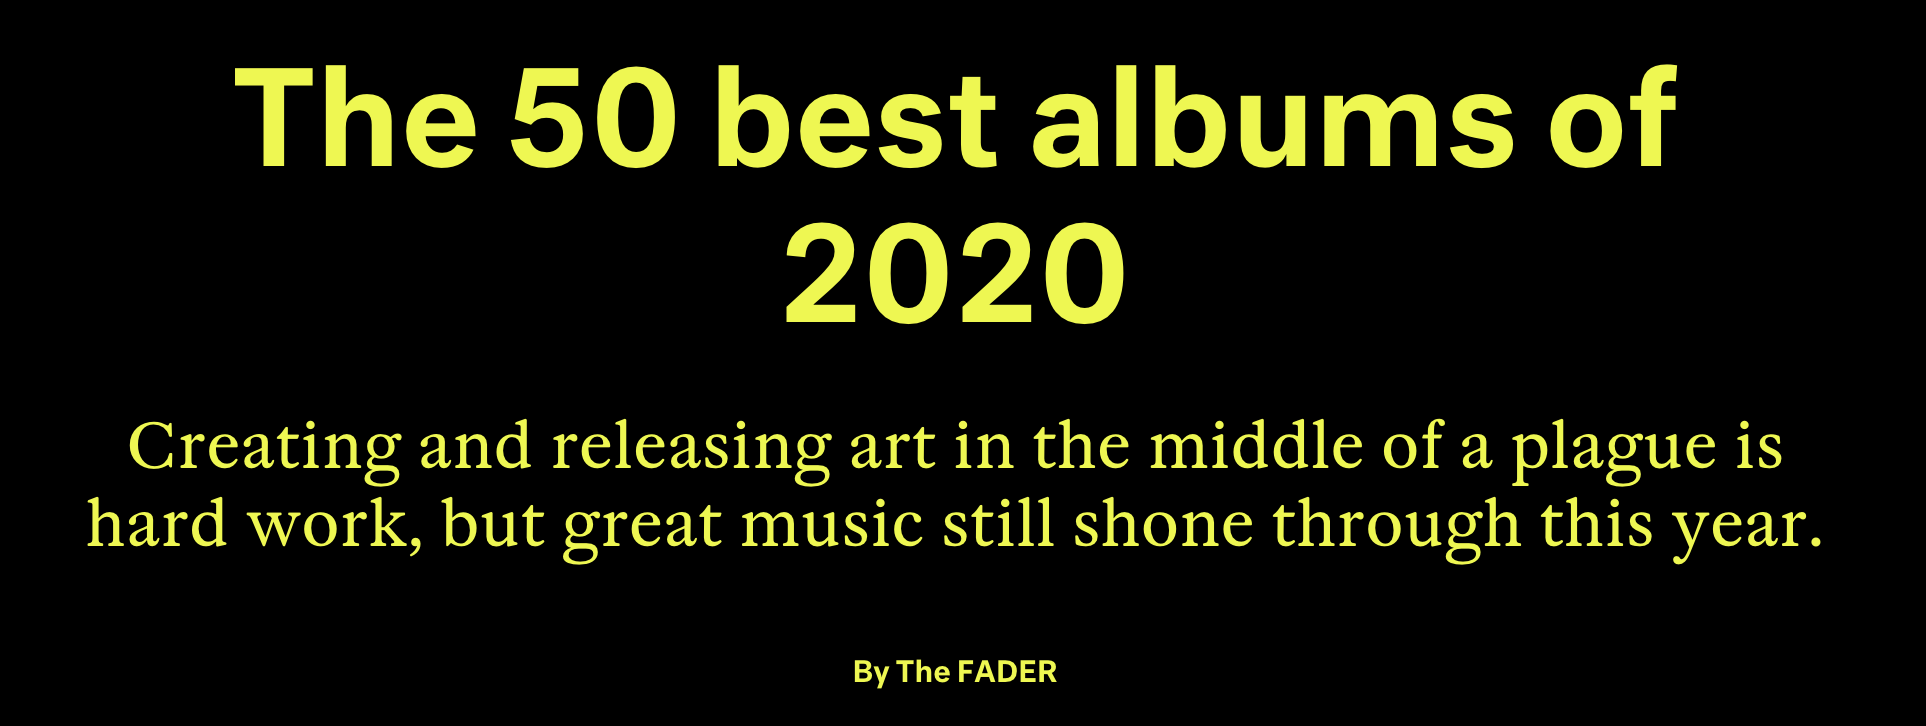 The 50 best albums of
2020
Creating and releasing art in the middle of a plague is
hard work, but great music still shone through this year.
By The FADER